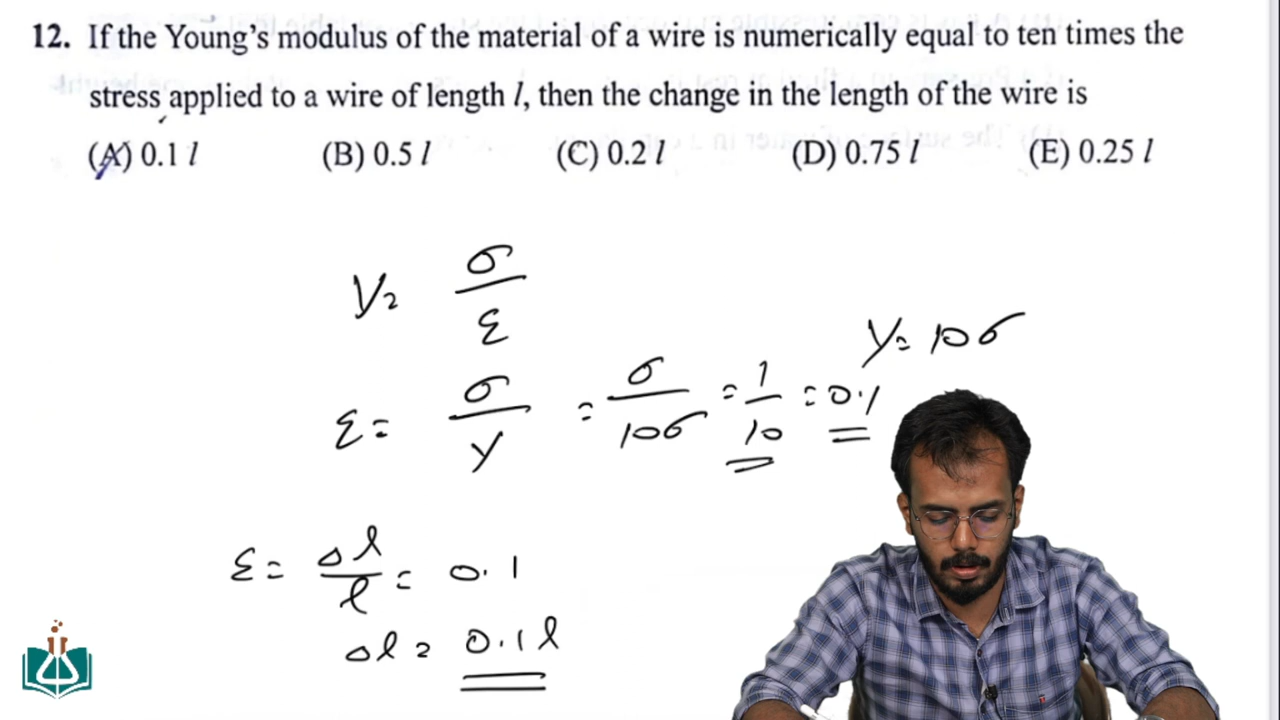 12. If the Young's modulus of the material of a wire is numerically equal to ten times the
stress applied to a wire of length l, then the change in the length of the wire is
(A) 0.1 l (B) 0.5 l (C) 0.2 l (D) 0.75 l (E) 0.25 l
Y = σ/ε
Y = 10σ
ε = σ/Y = σ/10σ = 1/10 = 0.1
ε = Δl/l = 0.1
Δl = 0.1 l